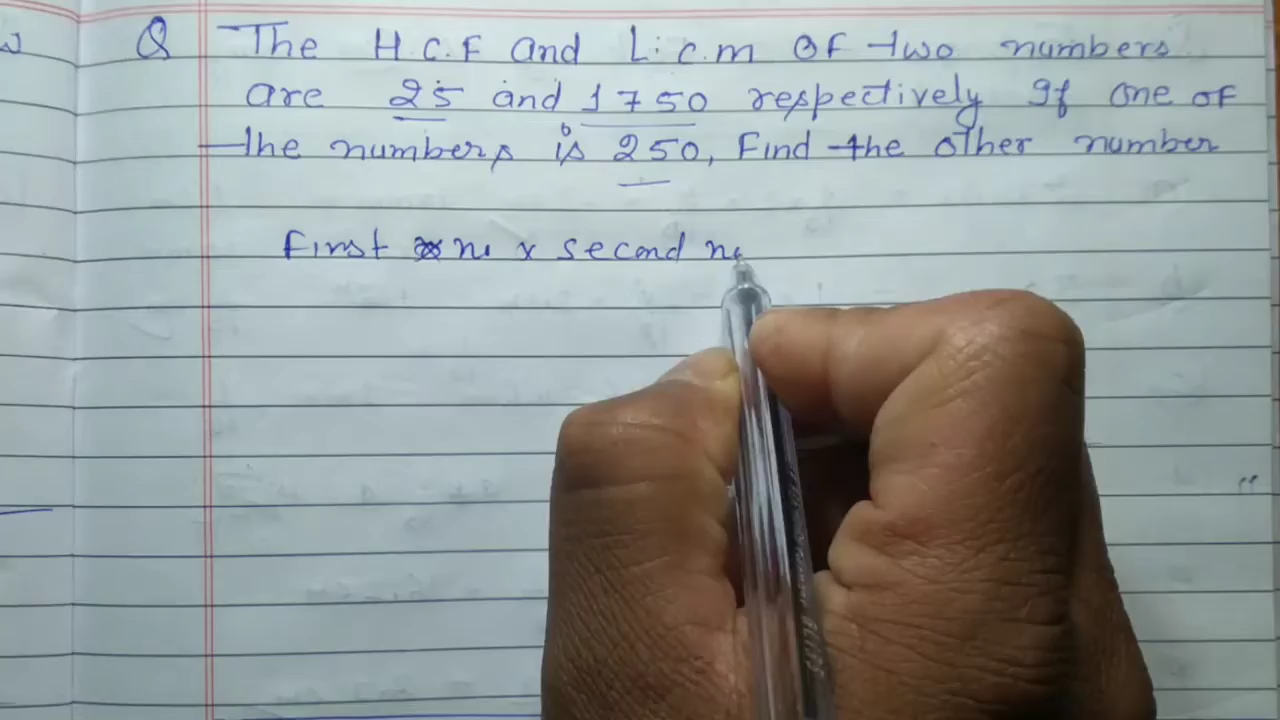 Q The H.C.F and L.c.m of two numbers
are 25 and 1750 respectively If one of
the numbers is 250, Find the other number
First no x second no